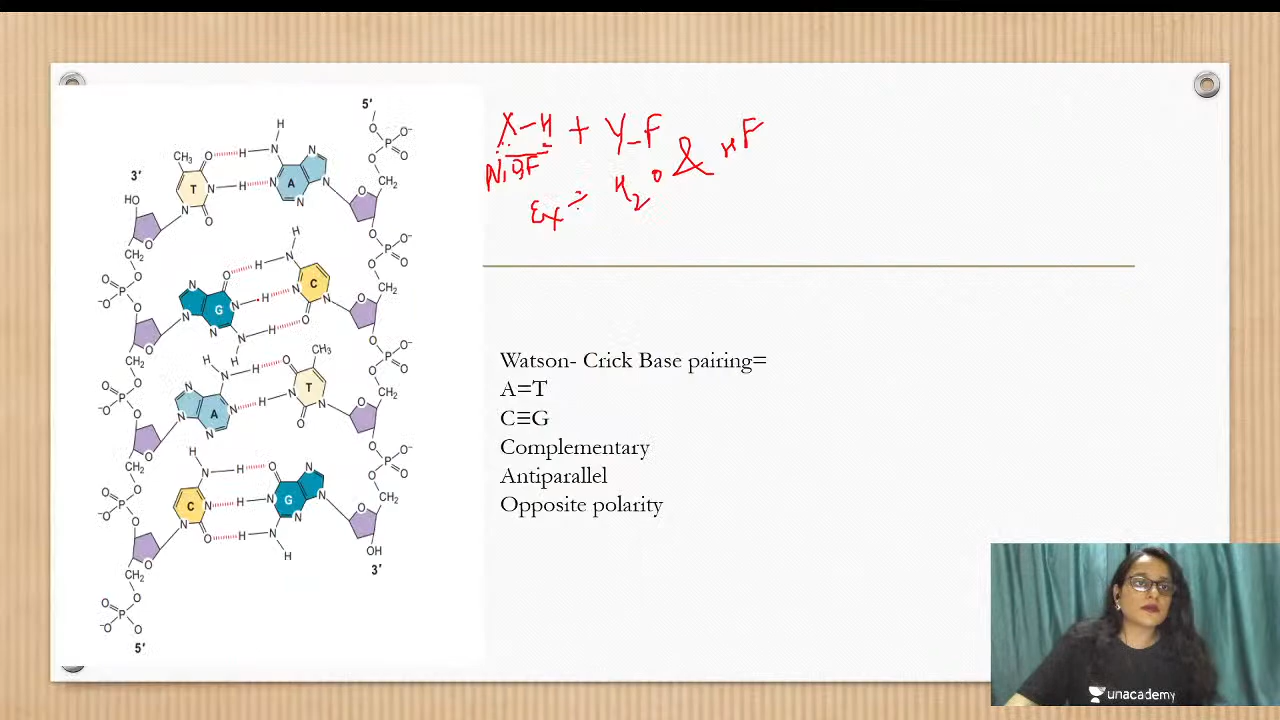 5′
X-H + Y-F & HF
N,O,F
Ex = H2O
3′
H
CH3
O
H
N
N
T
N
H
N
A
N
N
O
N
O
O⁻
P
O
O
CH2
O
HO
O
CH2
H
N
O
H
N
G
N
H
N
C
N
N
N
H
O
H
Watson- Crick Base pairing=
A=T
C≡G
Complementary
Antiparallel
Opposite polarity
CH3
A
T
C
G
OH
3′
5′
unacademy